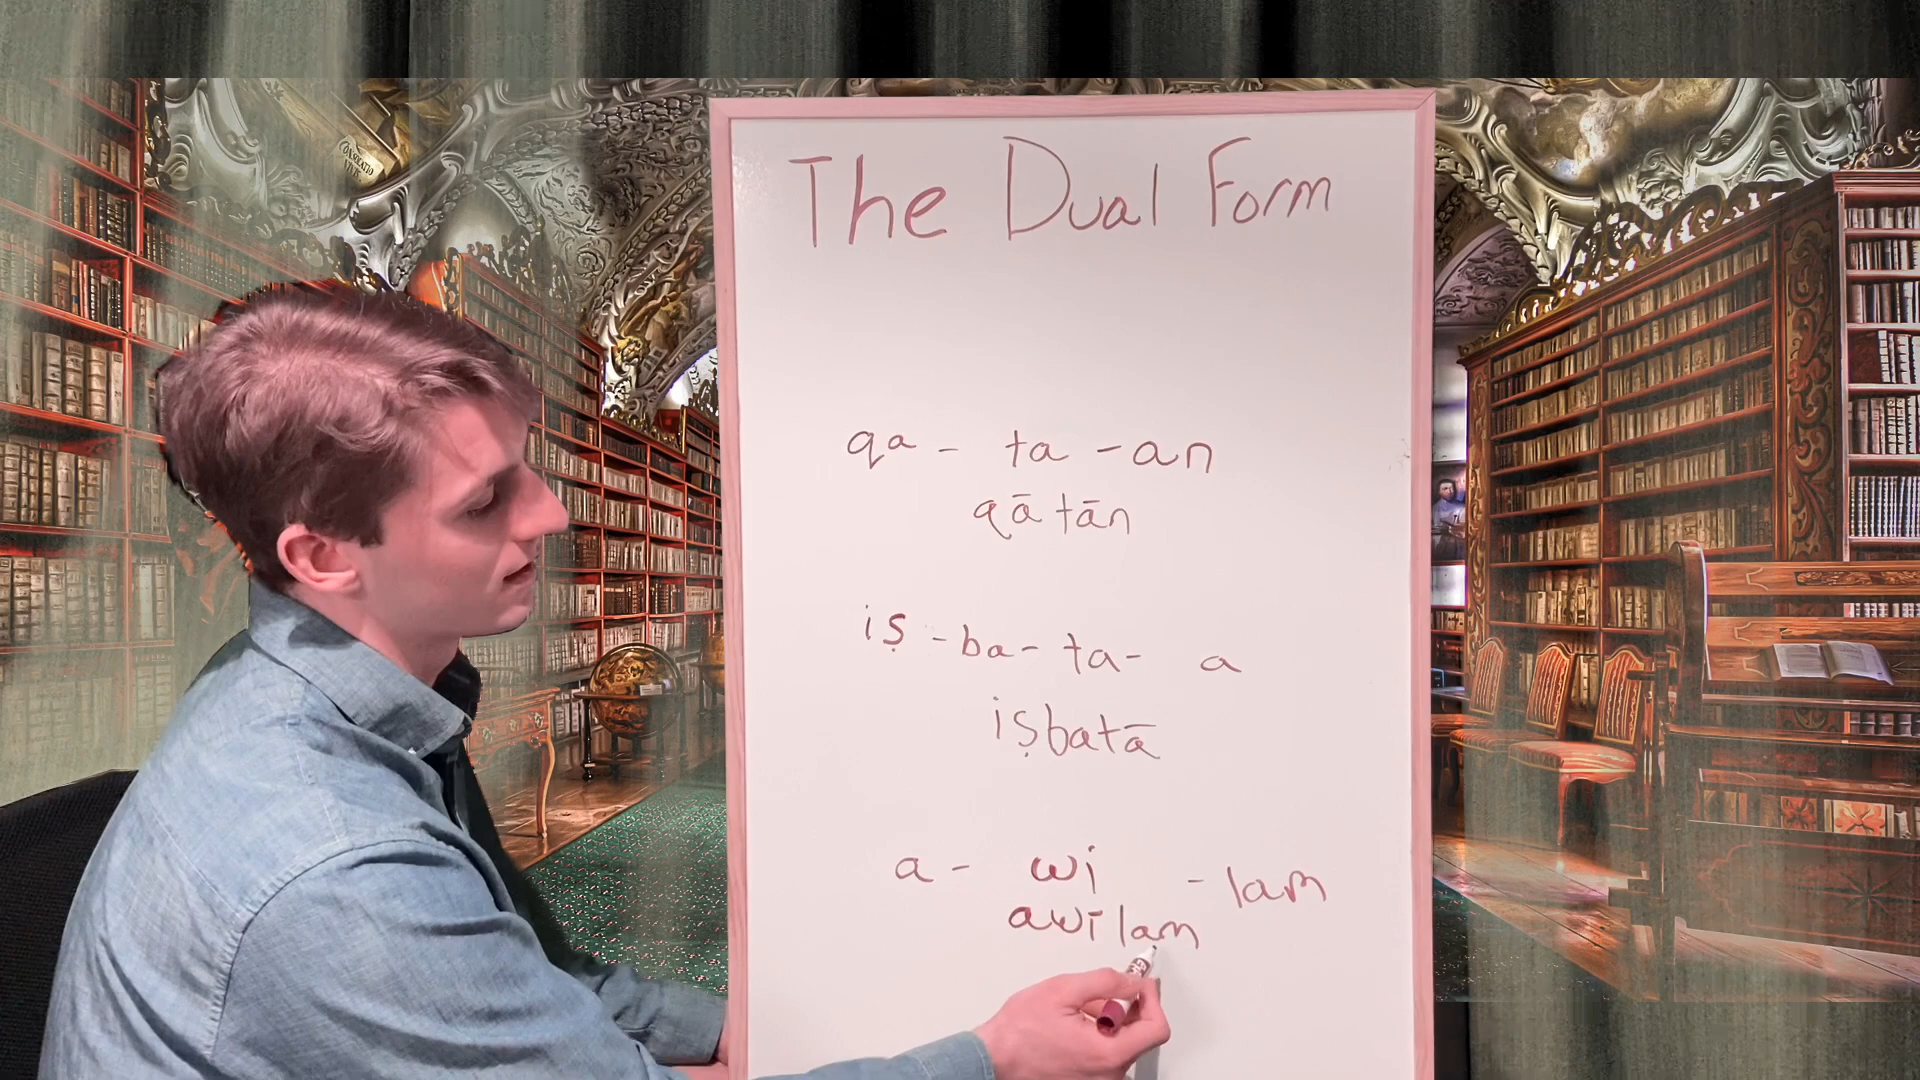 The Dual Form
qa - ta - an
qātān
iṣ - ba - ta - a
iṣbatā
a - wi - lam
awīlam